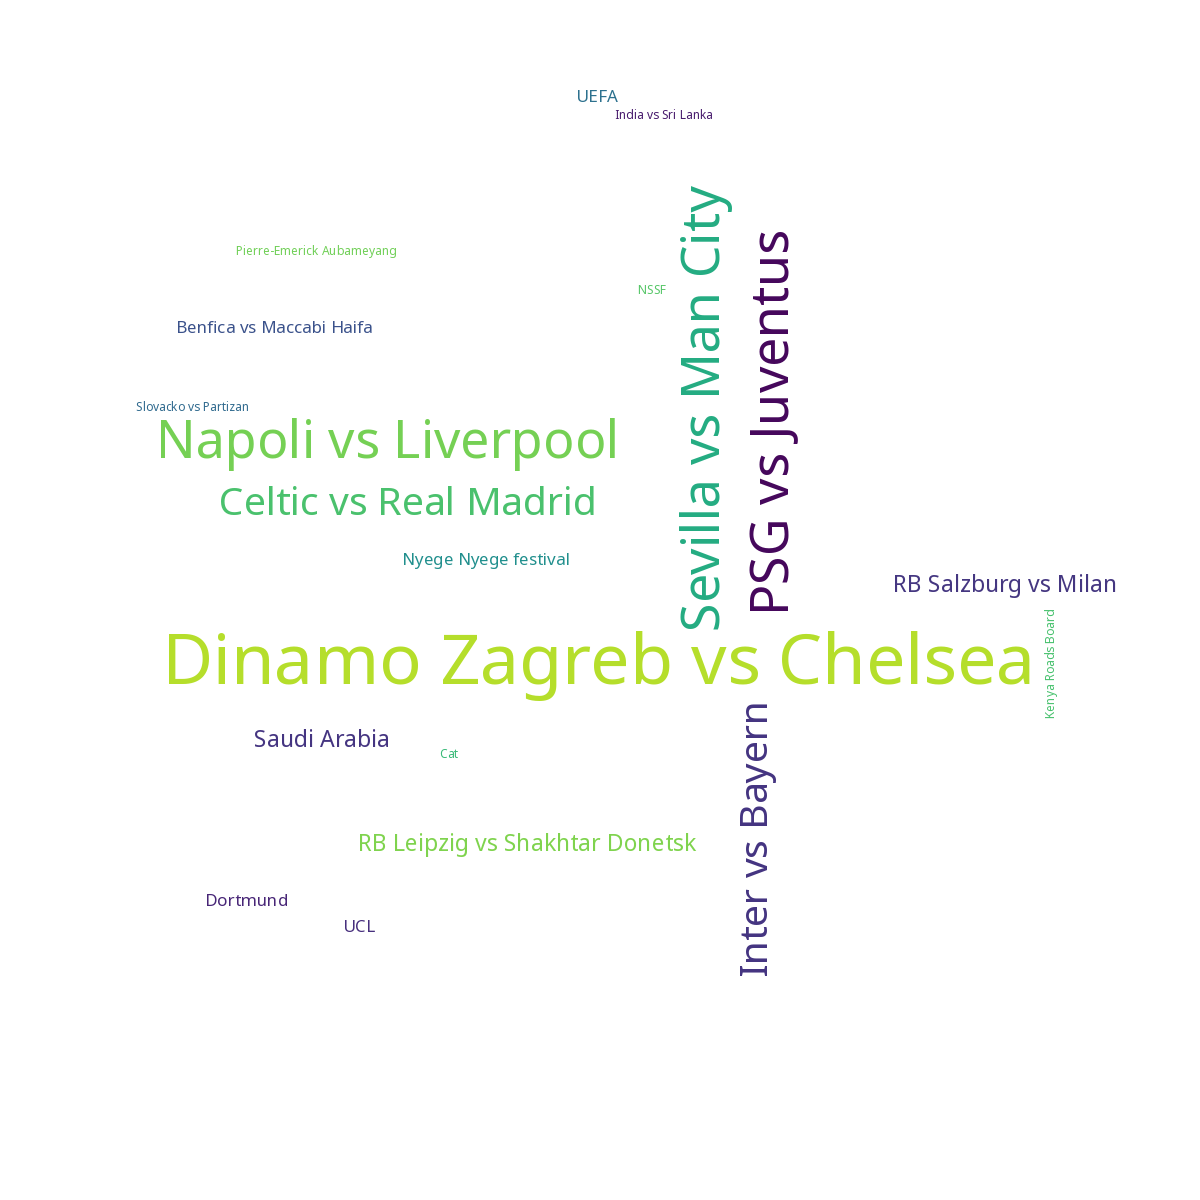 UEFA
India vs Sri Lanka
Sevilla vs Man City
PSG vs Juventus
Pierre-Emerick Aubameyang
NSSF
Benfica vs Maccabi Haifa
Slovacko vs Partizan
Napoli vs Liverpool
Celtic vs Real Madrid
Nyege Nyege festival
RB Salzburg vs Milan
Kenya Roads Board
Dinamo Zagreb vs Chelsea
Inter vs Bayern
Saudi Arabia
Cat
RB Leipzig vs Shakhtar Donetsk
Dortmund
UCL